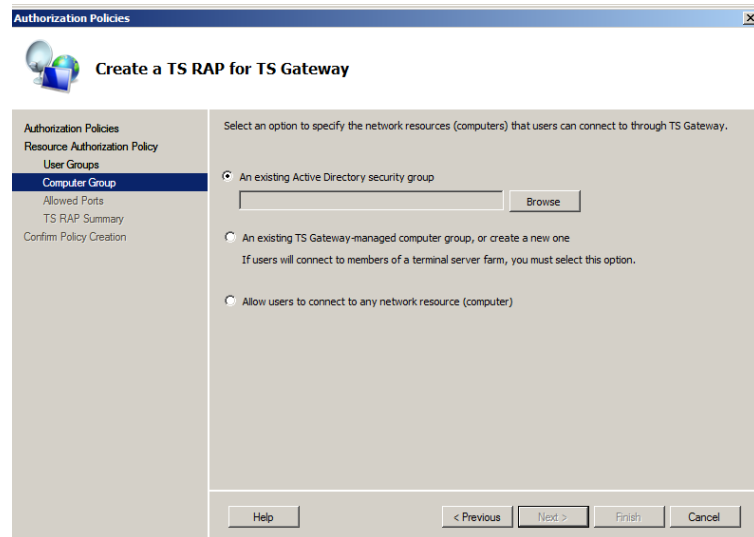 Authorization Policies
Create a TS RAP for TS Gateway
Authorization Policies
Resource Authorization Policy
User Groups
Computer Group
Allowed Ports
TS RAP Summary
Confirm Policy Creation
Select an option to specify the network resources (computers) that users can connect to through TS Gateway.
An existing Active Directory security group
Browse
An existing TS Gateway-managed computer group, or create a new one
If users will connect to members of a terminal server farm, you must select this option.
Allow users to connect to any network resource (computer)
Help
< Previous
Next >
Finish
Cancel